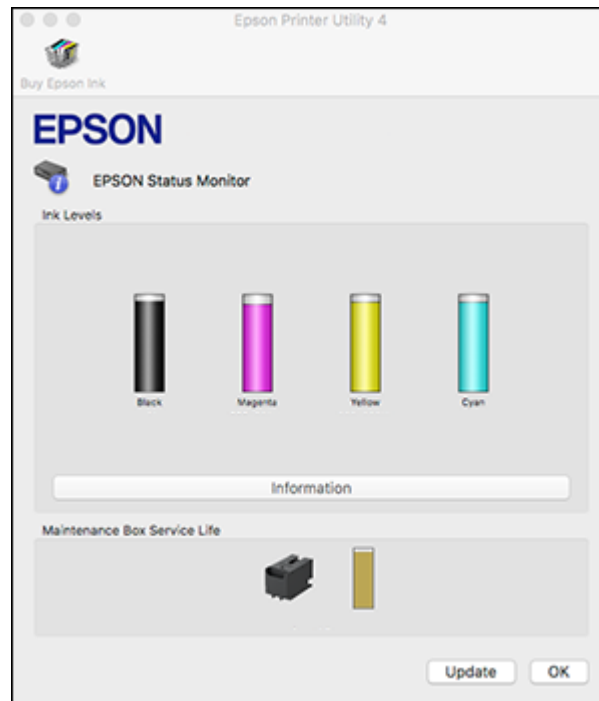 Epson Printer Utility 4
Buy Epson Ink
EPSON
EPSON Status Monitor
Ink Levels
Black
Magenta
Yellow
Cyan
Information
Maintenance Box Service Life
Update
OK